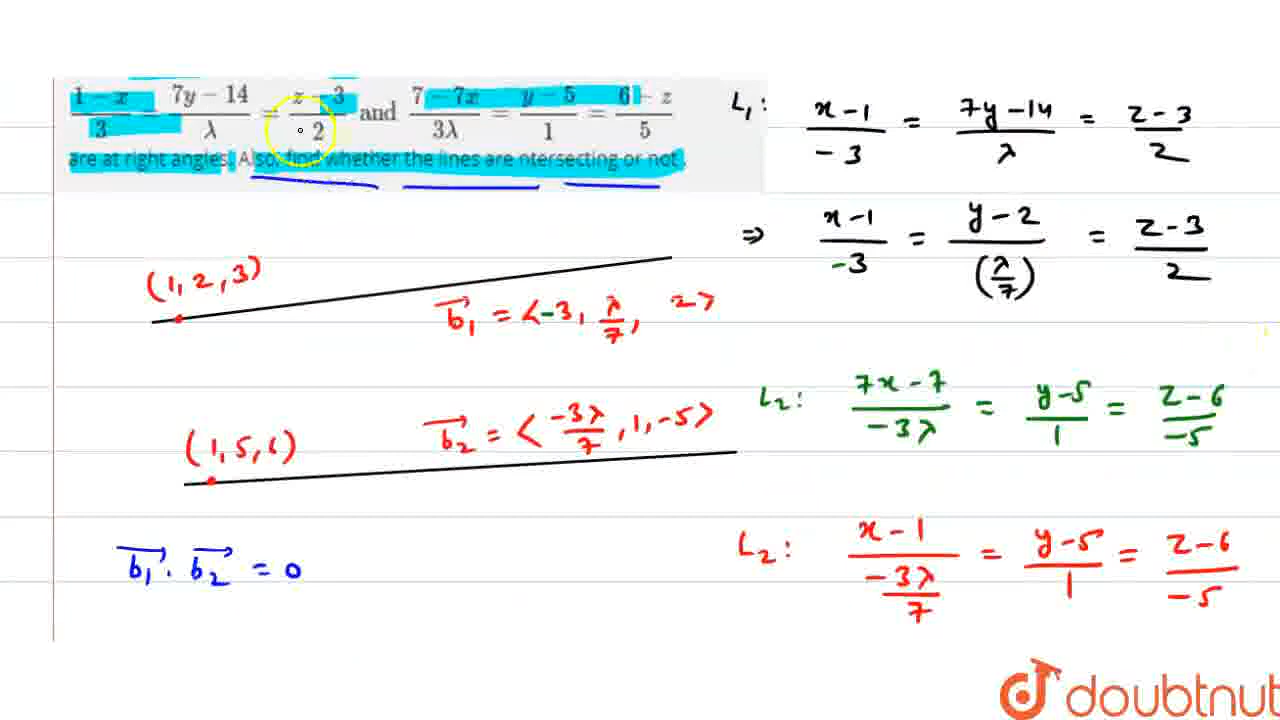 1 − x / 3 = 7y − 14 / λ = z − 3 / 2 and 7 − 7x / 3λ = y − 5 / 1 = 6 − z / 5
are at right angles. Also, find whether the lines are ntersecting or not.
L₁: x − 1 / −3 = 7y − 14 / λ = z − 3 / 2
⇒ x − 1 / −3 = y − 2 / (λ/7) = z − 3 / 2
(1, 2, 3)
b₁ = < −3, λ/7, 2 >
L₂: 7x − 7 / −3λ = y − 5 / 1 = z − 6 / −5
(1, 5, 6)
b₂ = < −3λ/7, 1, −5 >
L₂: x − 1 / −3λ/7 = y − 5 / 1 = z − 6 / −5
b₁ . b₂ = 0
doubtnut